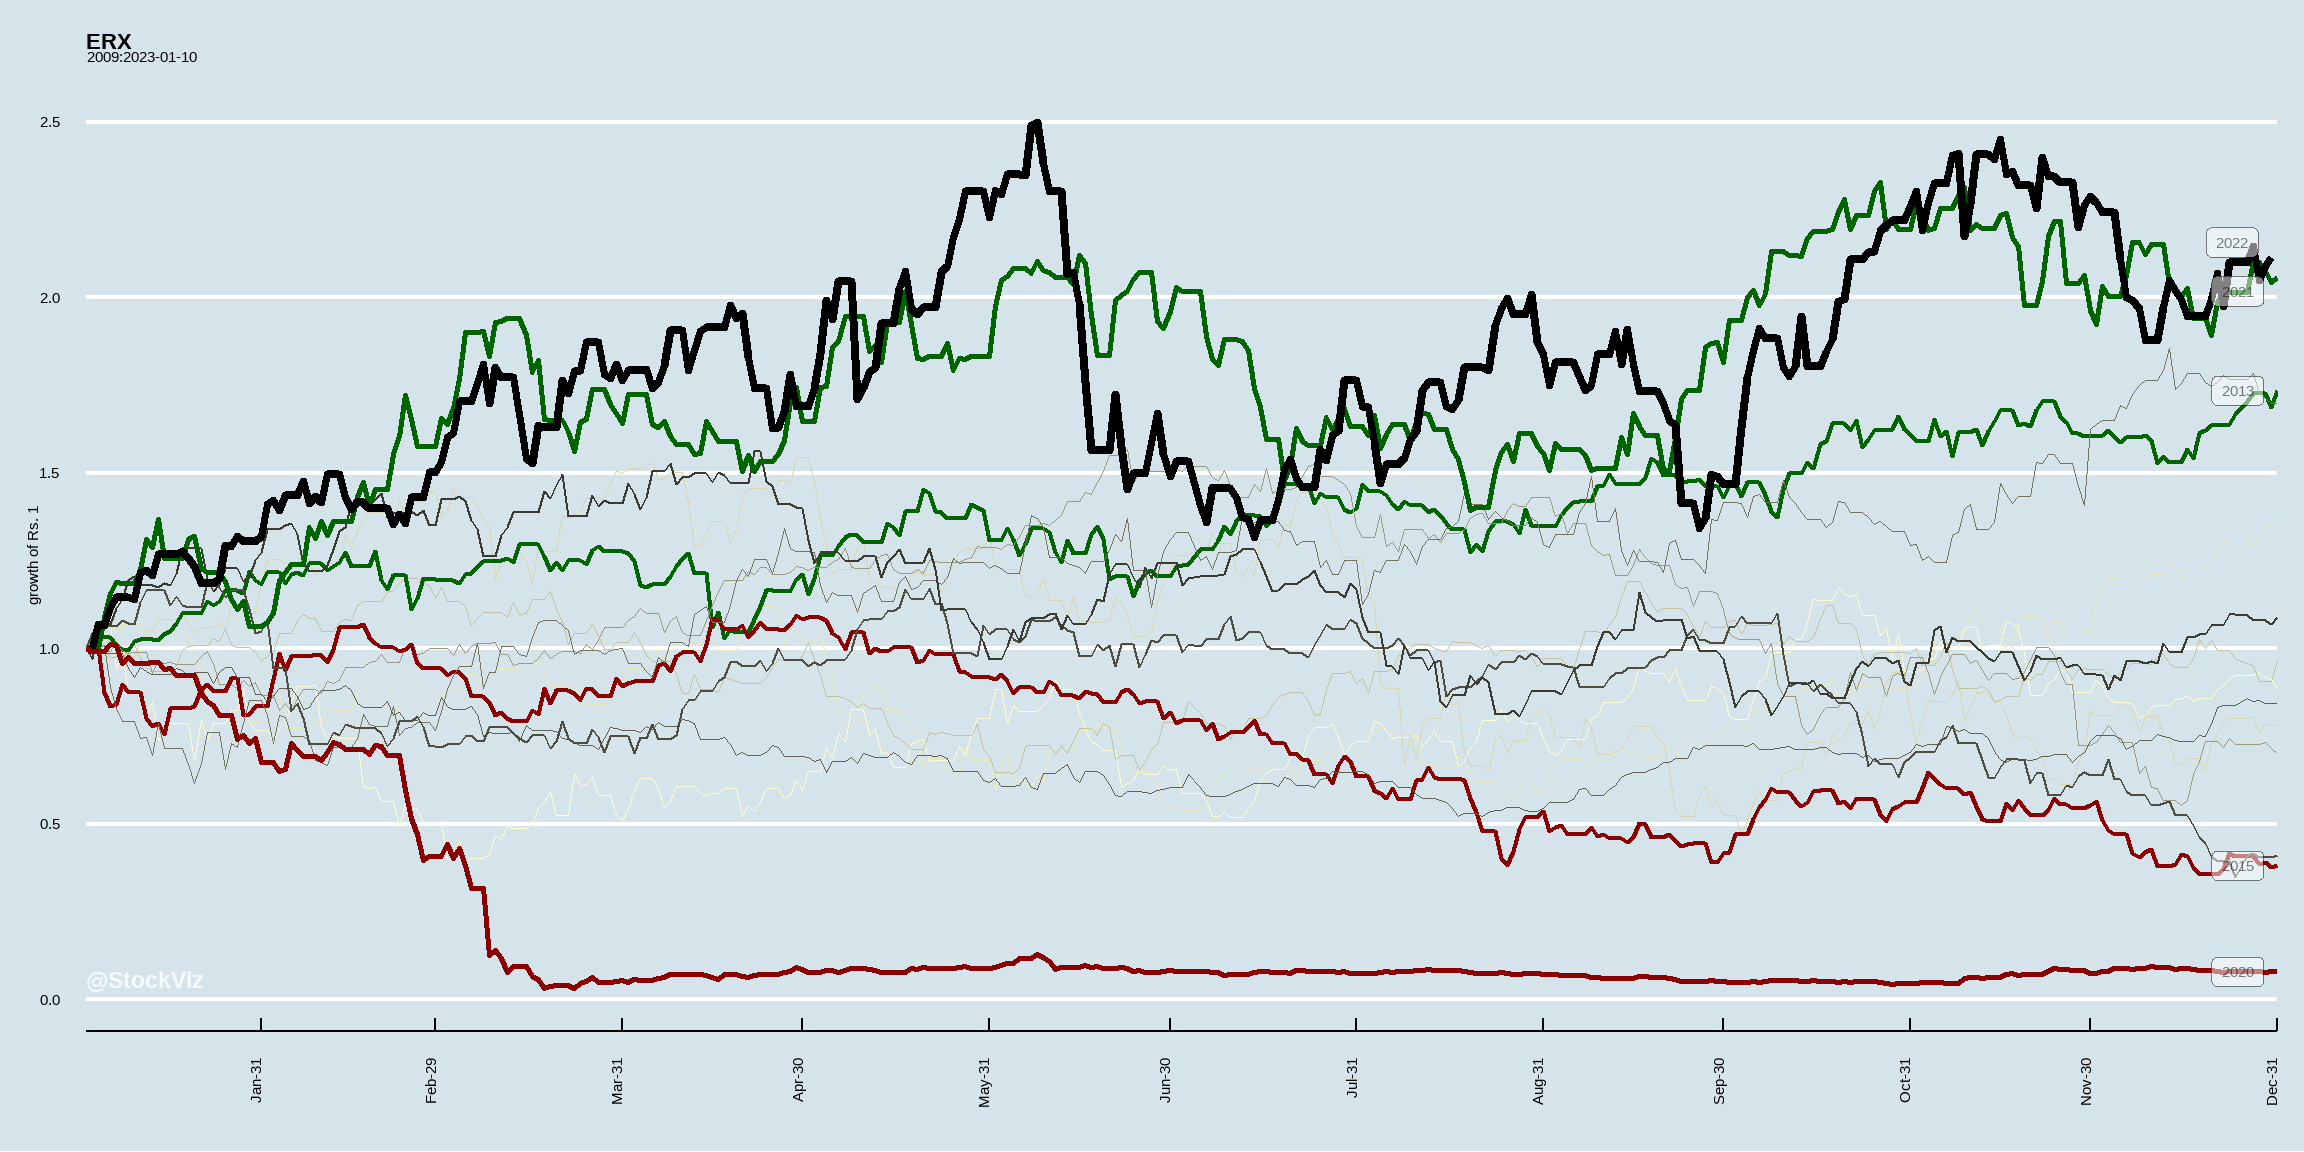 ERX
2009:2023-01-10
growth of Rs. 1
2.5
2.0
1.5
1.0
0.5
0.0
2022
2021
2013
2015
2020
@StockViz
Jan-31
Feb-29
Mar-31
Apr-30
May-31
Jun-30
Jul-31
Aug-31
Sep-30
Oct-31
Nov-30
Dec-31